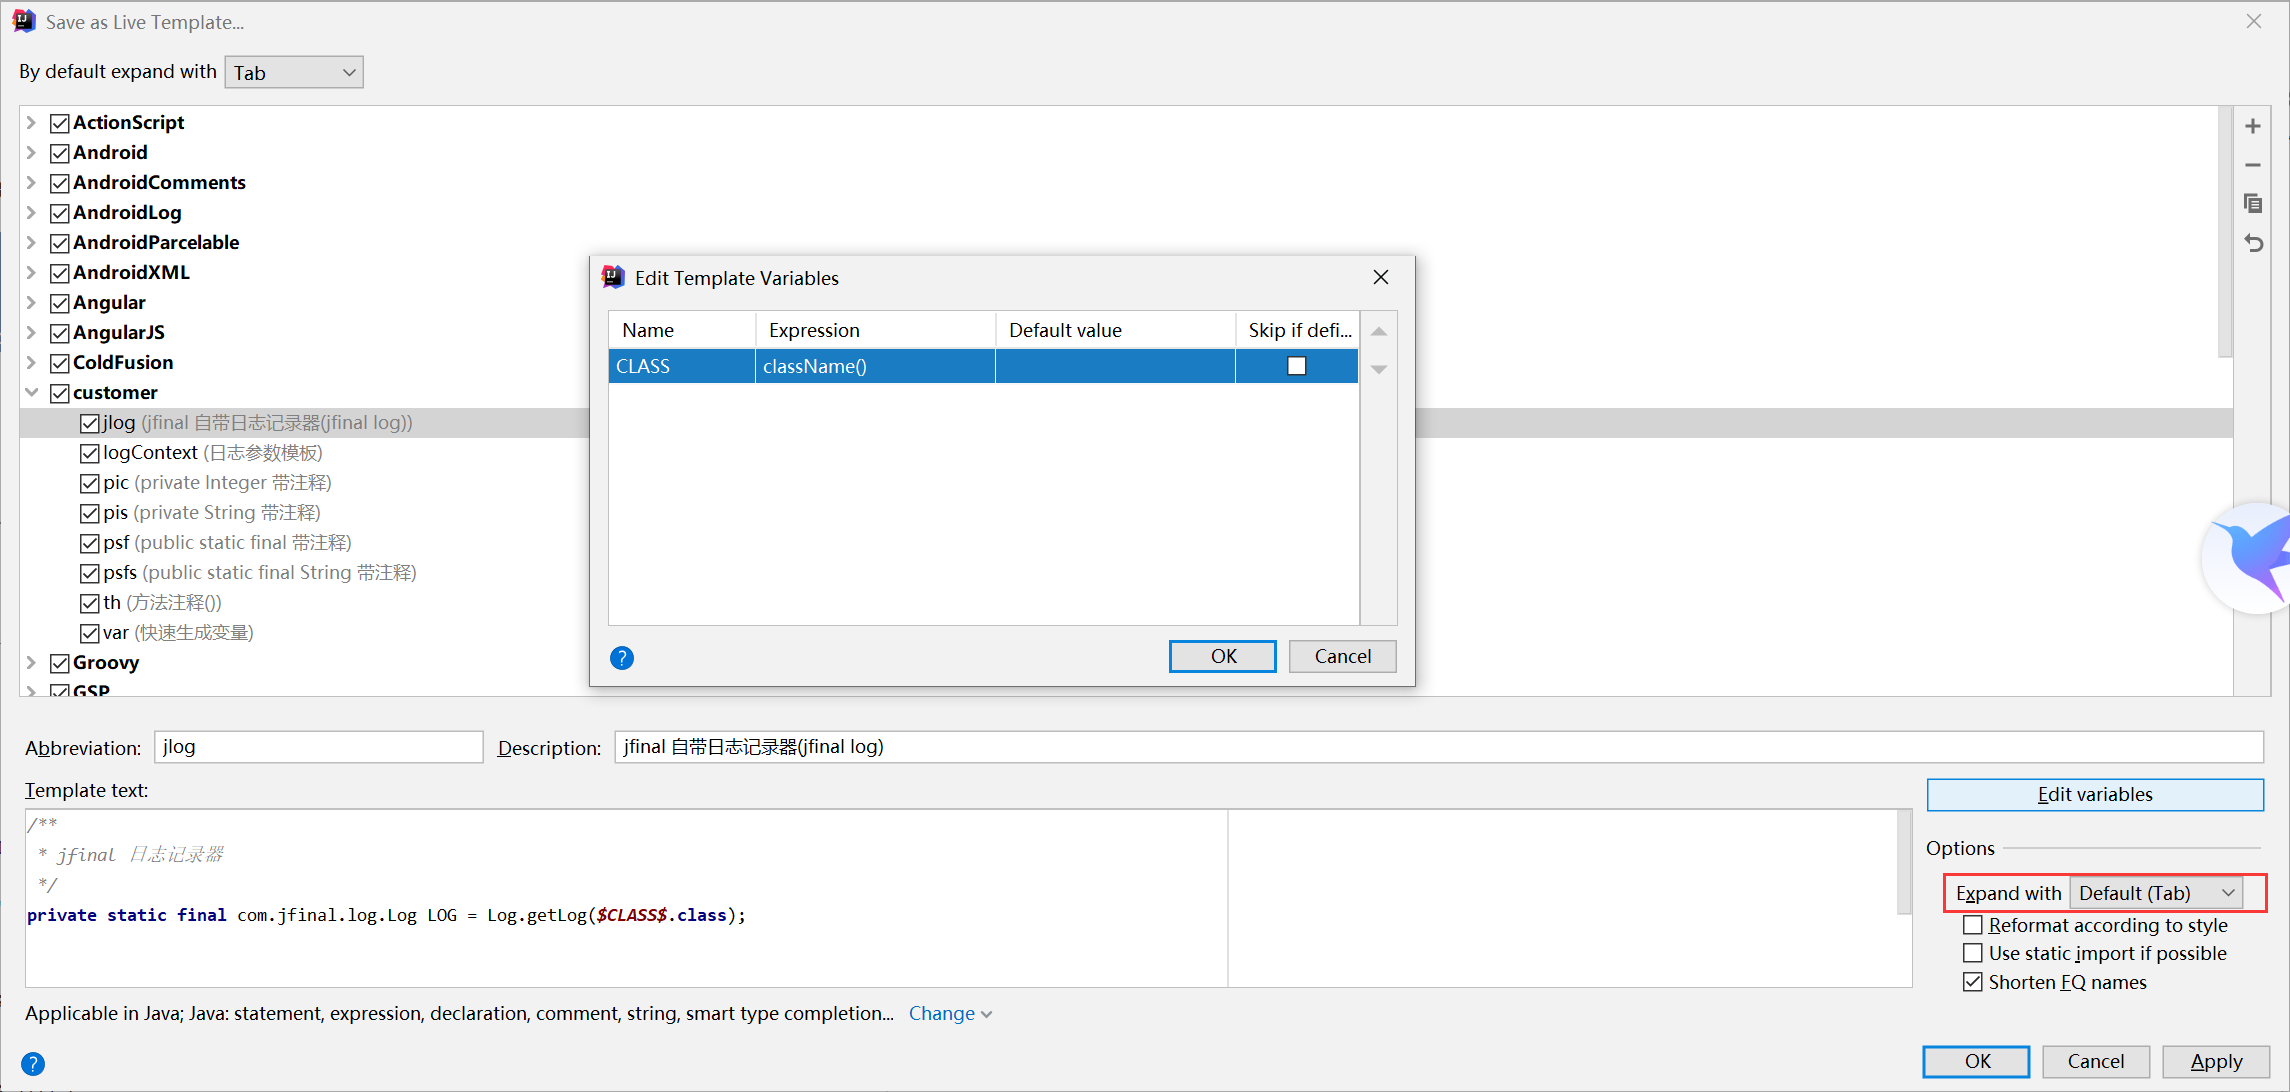 Save as Live Template...
By default expand with Tab
ActionScript
Android
AndroidComments
AndroidLog
AndroidParcelable
AndroidXML
Angular
AngularJS
ColdFusion
customer
jlog (jfinal 自带日志记录器(jfinal log))
logContext (日志参数模板)
pic (private Integer 带注释)
pis (private String 带注释)
psf (public static final 带注释)
psfs (public static final String 带注释)
th (方法注释())
var (快速生成变量)
Groovy
GSP
Edit Template Variables
Name Expression Default value Skip if defi...
CLASS className()
? OK Cancel
Abbreviation: jlog Description: jfinal 自带日志记录器(jfinal log)
Template text:
/**
* jfinal 日志记录器
*/
private static final com.jfinal.log.Log LOG = Log.getLog($CLASS$.class);
Edit variables
Options
Expand with Default (Tab)
Reformat according to style
Use static import if possible
Shorten FQ names
Applicable in Java; Java: statement, expression, declaration, comment, string, smart type completion... Change
? OK Cancel Apply